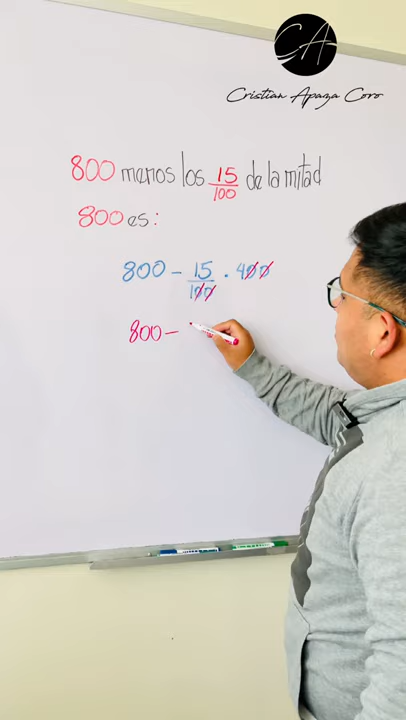 CA
Cristian Apaza Coro
800 menos los 15/100 de la mitad
800 es:
800 - 15/100 · 400
800 -